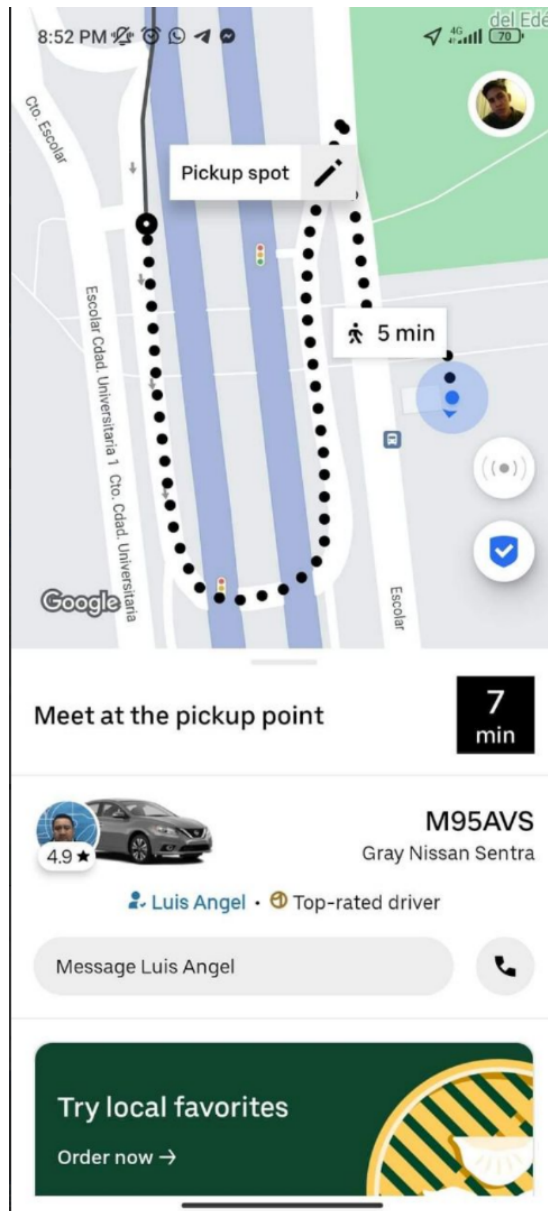 del Edé
8:52 PM
4G
70
Cto. Escolar
Pickup spot
5 min
Escolar Cdad. Universitaria 1 Cto. Cdad. Universitaria
Escolar
Google
Meet at the pickup point
7
min
M95AVS
Gray Nissan Sentra
4.9 ★
Luis Angel • Top-rated driver
Message Luis Angel
Try local favorites
Order now →